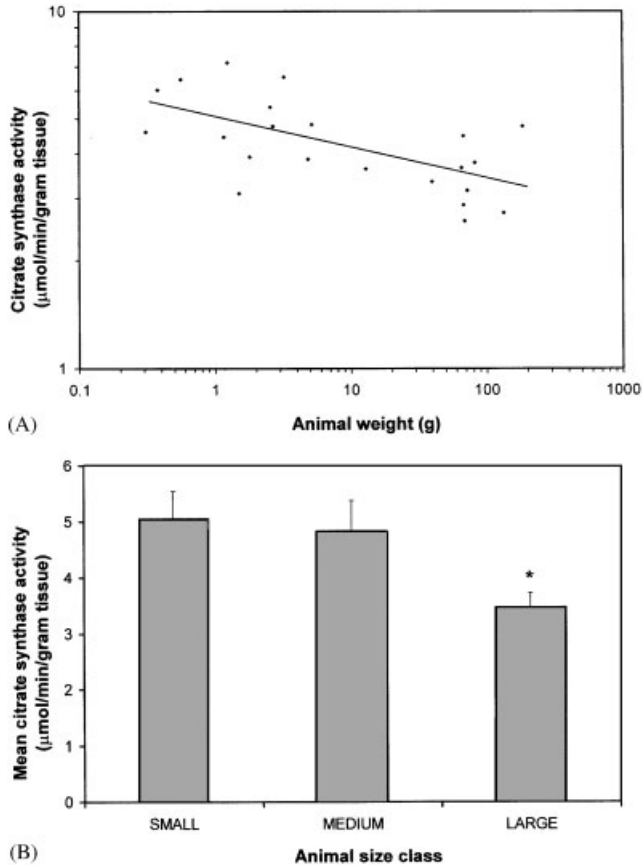 10
Citrate synthase activity
(μmol/min/gram tissue)
1
0.1 1 10 100 1000
(A)
Animal weight (g)
6
5
4
3
2
1
0
Mean citrate synthase activity
(μmol/min/gram tissue)
*
SMALL MEDIUM LARGE
(B)
Animal size class